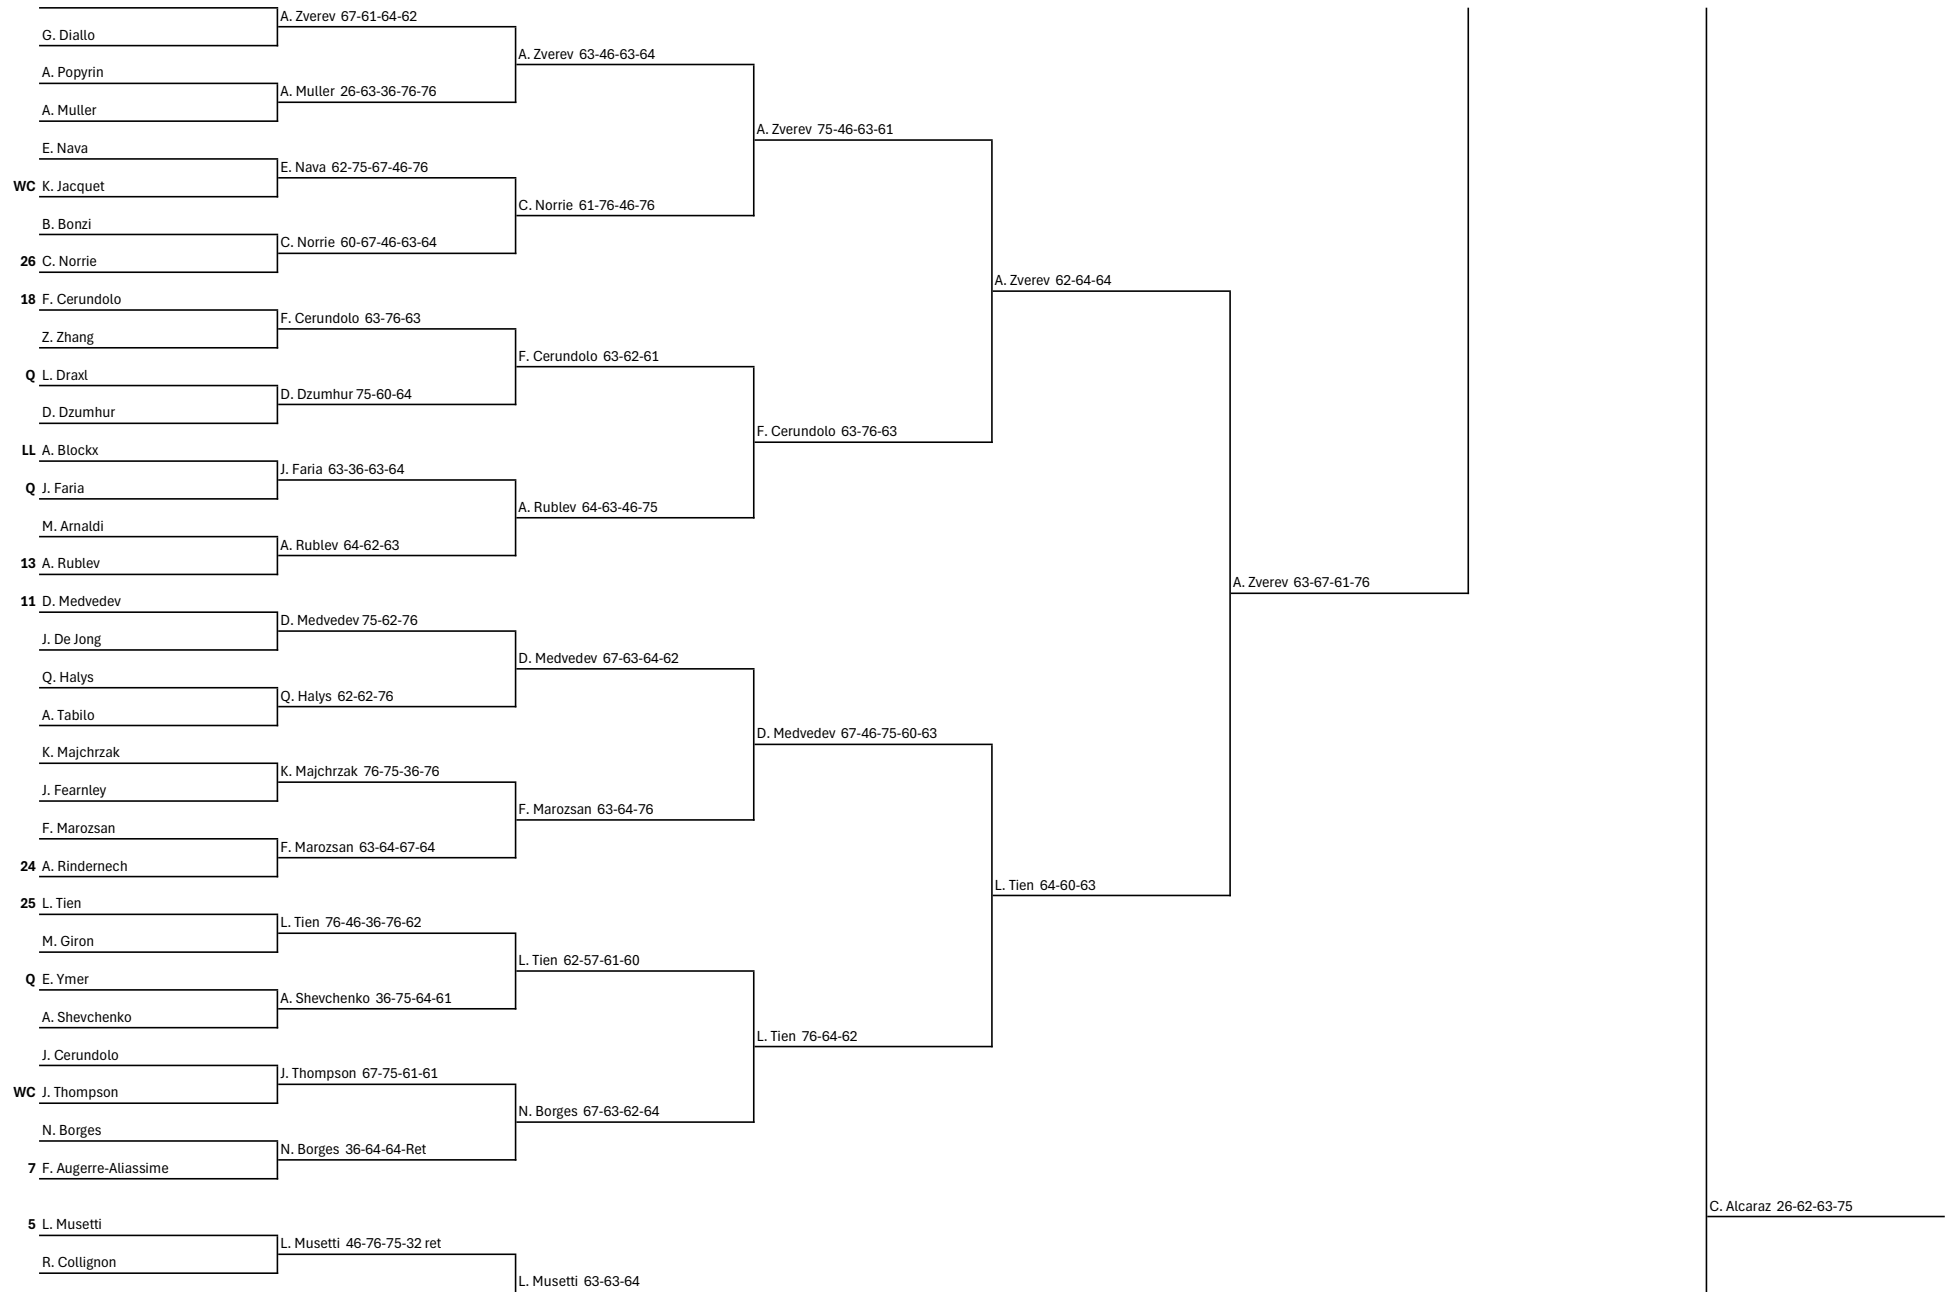 A. Zverev 67-61-64-62
G. Diallo
A. Zverev 63-46-63-64
A. Popyrin
A. Muller 26-63-36-76-76
A. Muller
A. Zverev 75-46-63-61
E. Nava
E. Nava 62-75-67-46-76
WC K. Jacquet
C. Norrie 61-76-46-76
B. Bonzi
C. Norrie 60-67-46-63-64
26 C. Norrie
A. Zverev 62-64-64
18 F. Cerundolo
F. Cerundolo 63-76-63
Z. Zhang
F. Cerundolo 63-62-61
Q L. Draxl
D. Dzumhur 75-60-64
D. Dzumhur
F. Cerundolo 63-76-63
LL A. Blockx
J. Faria 63-36-63-64
Q J. Faria
A. Rublev 64-63-46-75
M. Arnaldi
A. Rublev 64-62-63
13 A. Rublev
A. Zverev 63-67-61-76
11 D. Medvedev
D. Medvedev 75-62-76
J. De Jong
D. Medvedev 67-63-64-62
Q. Halys
Q. Halys 62-62-76
A. Tabilo
D. Medvedev 67-46-75-60-63
K. Majchrzak
K. Majchrzak 76-75-36-76
J. Fearnley
F. Marozsan 63-64-76
F. Marozsan
F. Marozsan 63-64-67-64
24 A. Rindernech
L. Tien 64-60-63
25 L. Tien
L. Tien 76-46-36-76-62
M. Giron
L. Tien 62-57-61-60
Q E. Ymer
A. Shevchenko 36-75-64-61
A. Shevchenko
L. Tien 76-64-62
J. Cerundolo
J. Thompson 67-75-61-61
WC J. Thompson
N. Borges 67-63-62-64
N. Borges
N. Borges 36-64-64-Ret
7 F. Augerre-Aliassime
C. Alcaraz 26-62-63-75
5 L. Musetti
L. Musetti 46-76-75-32 ret
R. Collignon
L. Musetti 63-63-64